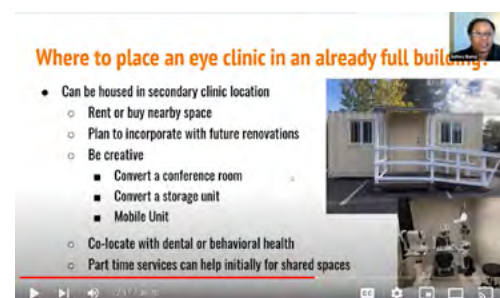 Where to place an eye clinic in an already full building?
Can be housed in secondary clinic location
Rent or buy nearby space
Plan to incorporate with future renovations
Be creative
Convert a conference room
Convert a storage unit
Mobile Unit
Co-locate with dental or behavioral health
Part time services can help initially for shared spaces
CC